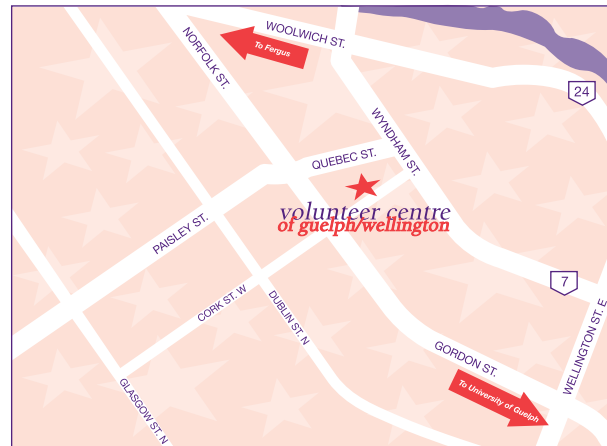 WOOLWICH ST.
To Fergus
NORFOLK ST.
24
WYNDHAM ST.
QUEBEC ST.
volunteer centre
of guelph/wellington
PAISLEY ST.
7
CORK ST. W
DUBLIN ST. N
WELLINGTON ST. E
GORDON ST.
To University of Guelph
GLASGOW ST. N